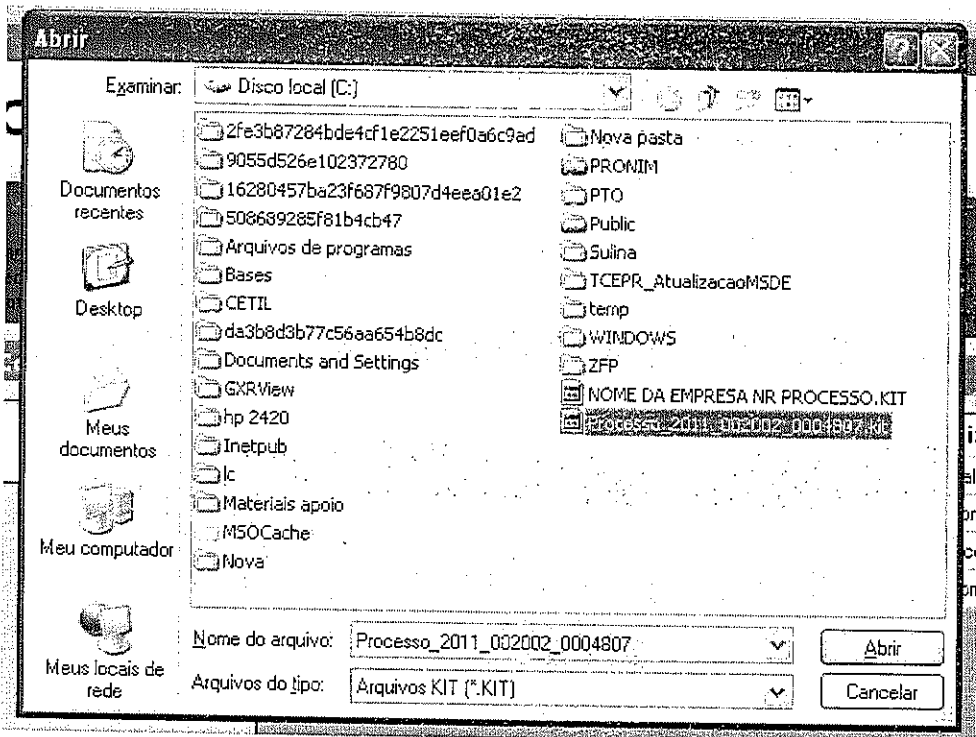 Abrir
Examinar:
Disco local (C:)
Documentos
recentes
Desktop
Meus
documentos
Meu computador
Meus locais de
rede
2fe3b87284bde4cf1e2251eef0a6c9ad
9055d526e102372780
16280457ba23f687f9807d4eea01e2
508689285f81b4cb47
Arquivos de programas
Bases
CETIL
da3b8d3b77c56aa654b8dc
Documents and Settings
GXRView
hp 2420
Inetpub
lc
Materiais apoio
MSOCache
Nova
Nova pasta
PRONIM
PTO
Public
Sulina
TCEPR_AtualizacaoMSDE
temp
WINDOWS
ZFP
NOME DA EMPRESA NR PROCESSO.KIT
Processo_2011_002002_0004807.kit
Nome do arquivo:
Processo_2011_002002_0004807
Abrir
Arquivos do tipo:
Arquivos KIT (*.KIT)
Cancelar